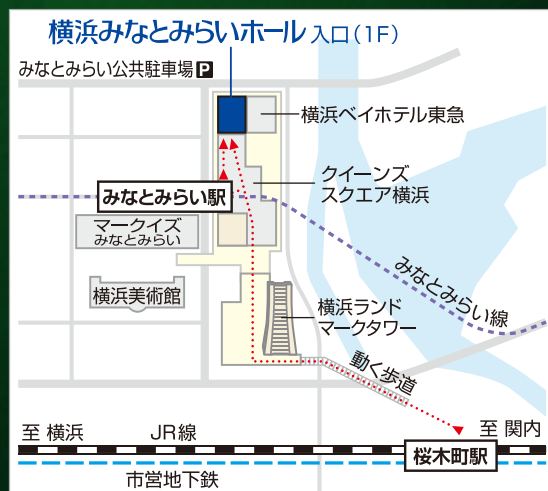 横浜みなとみらいホール 入口(1F)
みなとみらい公共駐車場 P
横浜ベイホテル東急
クイーンズ
スクエア横浜
みなとみらい駅
マークイズ
みなとみらい
みなとみらい線
横浜美術館
横浜ランド
マークタワー
動く歩道
至 横浜
JR線
至 関内
桜木町駅
市営地下鉄